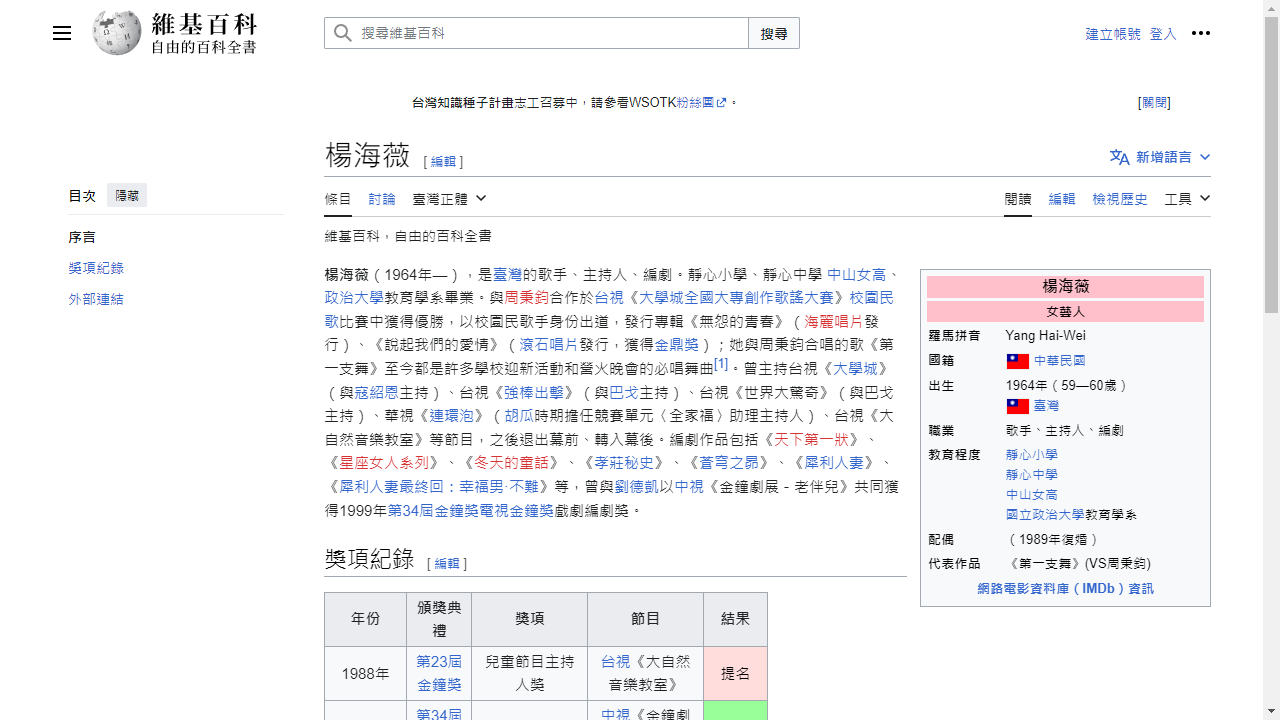 維基百科
自由的百科全書
搜尋維基百科
搜尋
建立帳號 登入
台灣知識種子計畫志工召募中，請參看WSOTK粉絲團。
[關閉]
目次 隱藏
序言
獎項紀錄
外部連結
楊海薇 [編輯]
新增語言
條目 討論 臺灣正體
閱讀 編輯 檢視歷史 工具
維基百科，自由的百科全書
楊海薇（1964年—），是臺灣的歌手、主持人、編劇。靜心小學、靜心中學 中山女高、
政治大學教育學系畢業。與周秉鈞合作於台視《大學城全國大專創作歌謠大賽》校園民
歌比賽中獲得優勝，以校園民歌手身份出道，發行專輯《無怨的青春》（海麗唱片發
行）、《說起我們的愛情》（滾石唱片發行，獲得金鼎獎）；她與周秉鈞合唱的歌《第
一支舞》至今都是許多學校迎新活動和營火晚會的必唱舞曲[1]。曾主持台視《大學城》
（與寇紹恩主持）、台視《強棒出擊》（與巴戈主持）、台視《世界大驚奇》（與巴戈
主持）、華視《連環泡》（胡瓜時期擔任競賽單元〈全家福〉助理主持人）、台視《大
自然音樂教室》等節目，之後退出幕前、轉入幕後。編劇作品包括《天下第一狀》、
《星座女人系列》、《冬天的童話》、《孝莊秘史》、《蒼穹之昴》、《犀利人妻》、
《犀利人妻最終回：幸福男·不難》等，曾與劉德凱以中視《金鐘劇展－老伴兒》共同獲
得1999年第34屆金鐘獎電視金鐘獎戲劇編劇獎。
楊海薇
女藝人
羅馬拼音 Yang Hai-Wei
國籍 中華民國
出生 1964年（59—60歲）
臺灣
職業 歌手、主持人、編劇
教育程度 靜心小學
靜心中學
中山女高
國立政治大學教育學系
配偶 （1989年復婚）
代表作品 《第一支舞》(VS周秉鈞)
網路電影資料庫（IMDb）資訊
獎項紀錄 [編輯]
年份 頒獎典禮 獎項 節目 結果
1988年 第23屆金鐘獎 兒童節目主持人獎 台視《大自然音樂教室》 提名
第34屆 中視《金鐘劇